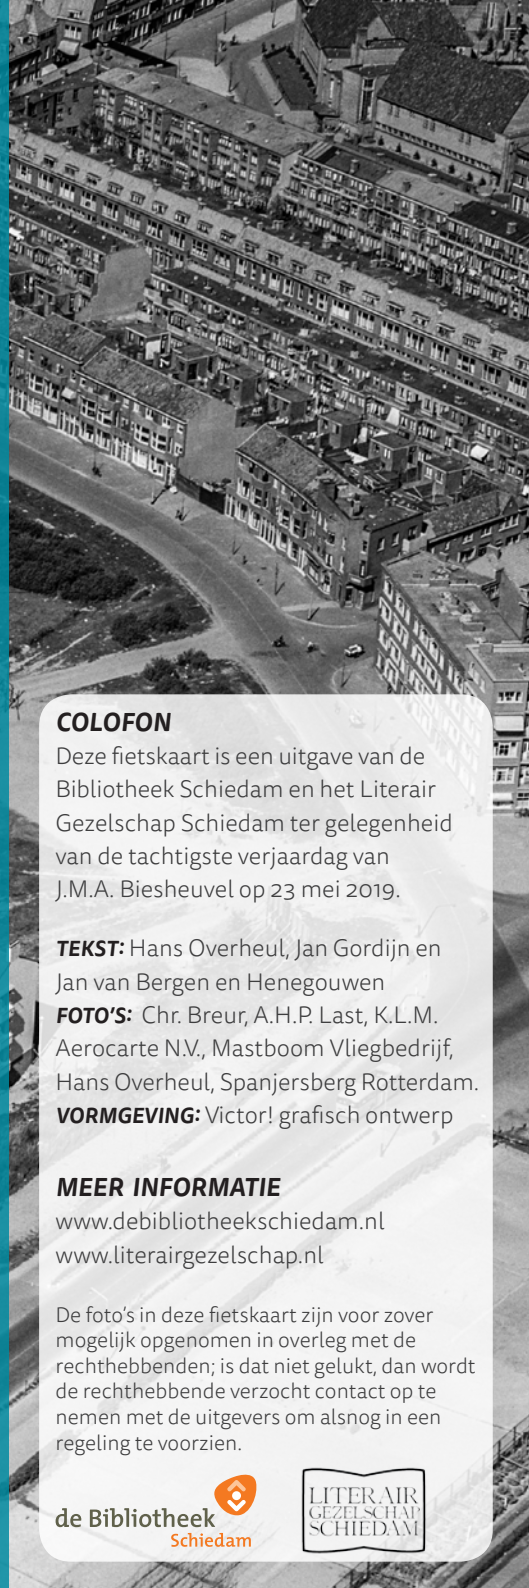 COLOFON
Deze fietskaart is een uitgave van de
Bibliotheek Schiedam en het Literair
Gezelschap Schiedam ter gelegenheid
van de tachtigste verjaardag van
J.M.A. Biesheuvel op 23 mei 2019.
TEKST: Hans Overheul, Jan Gordijn en
Jan van Bergen en Henegouwen
FOTO'S: Chr. Breur, A.H.P. Last, K.L.M.
Aerocarte N.V., Mastboom Vliegbedrijf,
Hans Overheul, Spanjersberg Rotterdam.
VORMGEVING: Victor! grafisch ontwerp
MEER INFORMATIE
www.debibliotheekschiedam.nl
www.literairgezelschap.nl
De foto's in deze fietskaart zijn voor zover
mogelijk opgenomen in overleg met de
rechthebbenden; is dat niet gelukt, dan wordt
de rechthebbende verzocht contact op te
nemen met de uitgevers om alsnog in een
regeling te voorzien.
de Bibliotheek
Schiedam
LITERAIR
GEZELSCHAP
SCHIEDAM